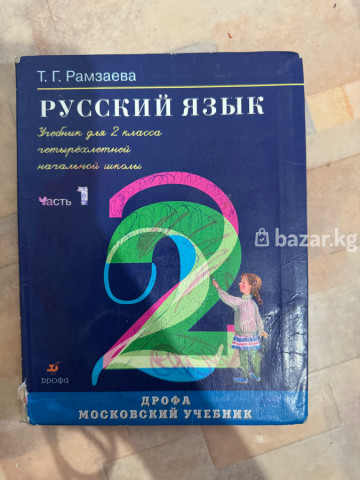 Т. Г. Рамзаева
РУССКИЙ ЯЗЫК
Учебник для 2 класса
четырёхлетней
начальной школы
Часть 1
2
bazar.kg
дрофа
ДРОФА
МОСКОВСКИЙ УЧЕБНИК